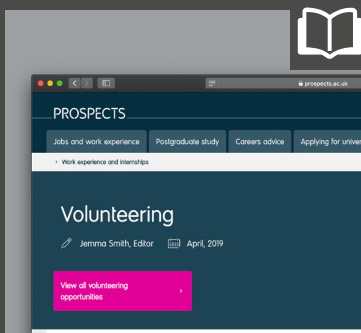 prospects.ac.uk
PROSPECTS
Jobs and work experience Postgraduate study Careers advice Applying for univer
‹ Work experience and internships
Volunteering
Jemma Smith, Editor April, 2019
View all volunteering
opportunities ›